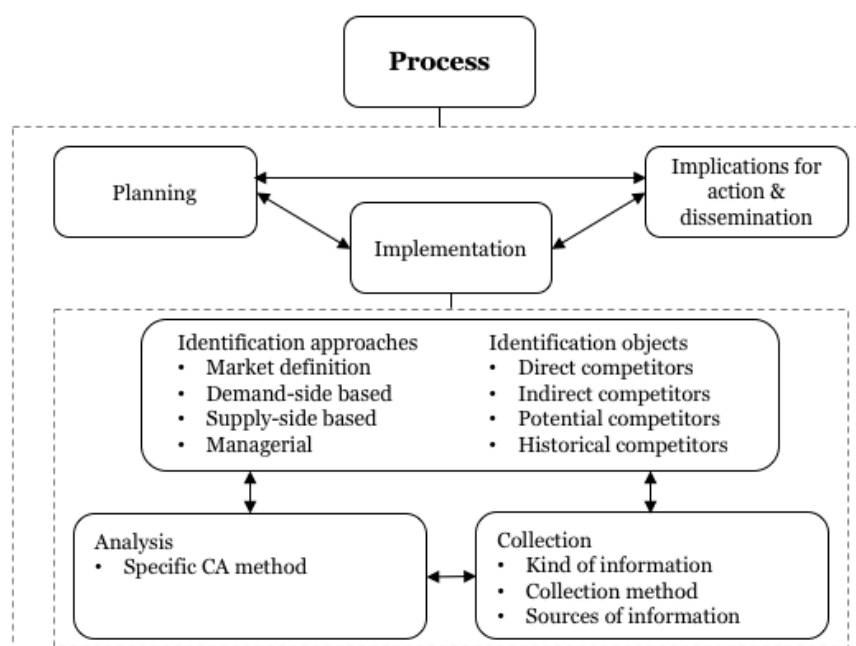 Process
Planning
Implications for
action &
dissemination
Implementation
Identification approaches
• Market definition
• Demand-side based
• Supply-side based
• Managerial
Identification objects
• Direct competitors
• Indirect competitors
• Potential competitors
• Historical competitors
Analysis
• Specific CA method
Collection
• Kind of information
• Collection method
• Sources of information